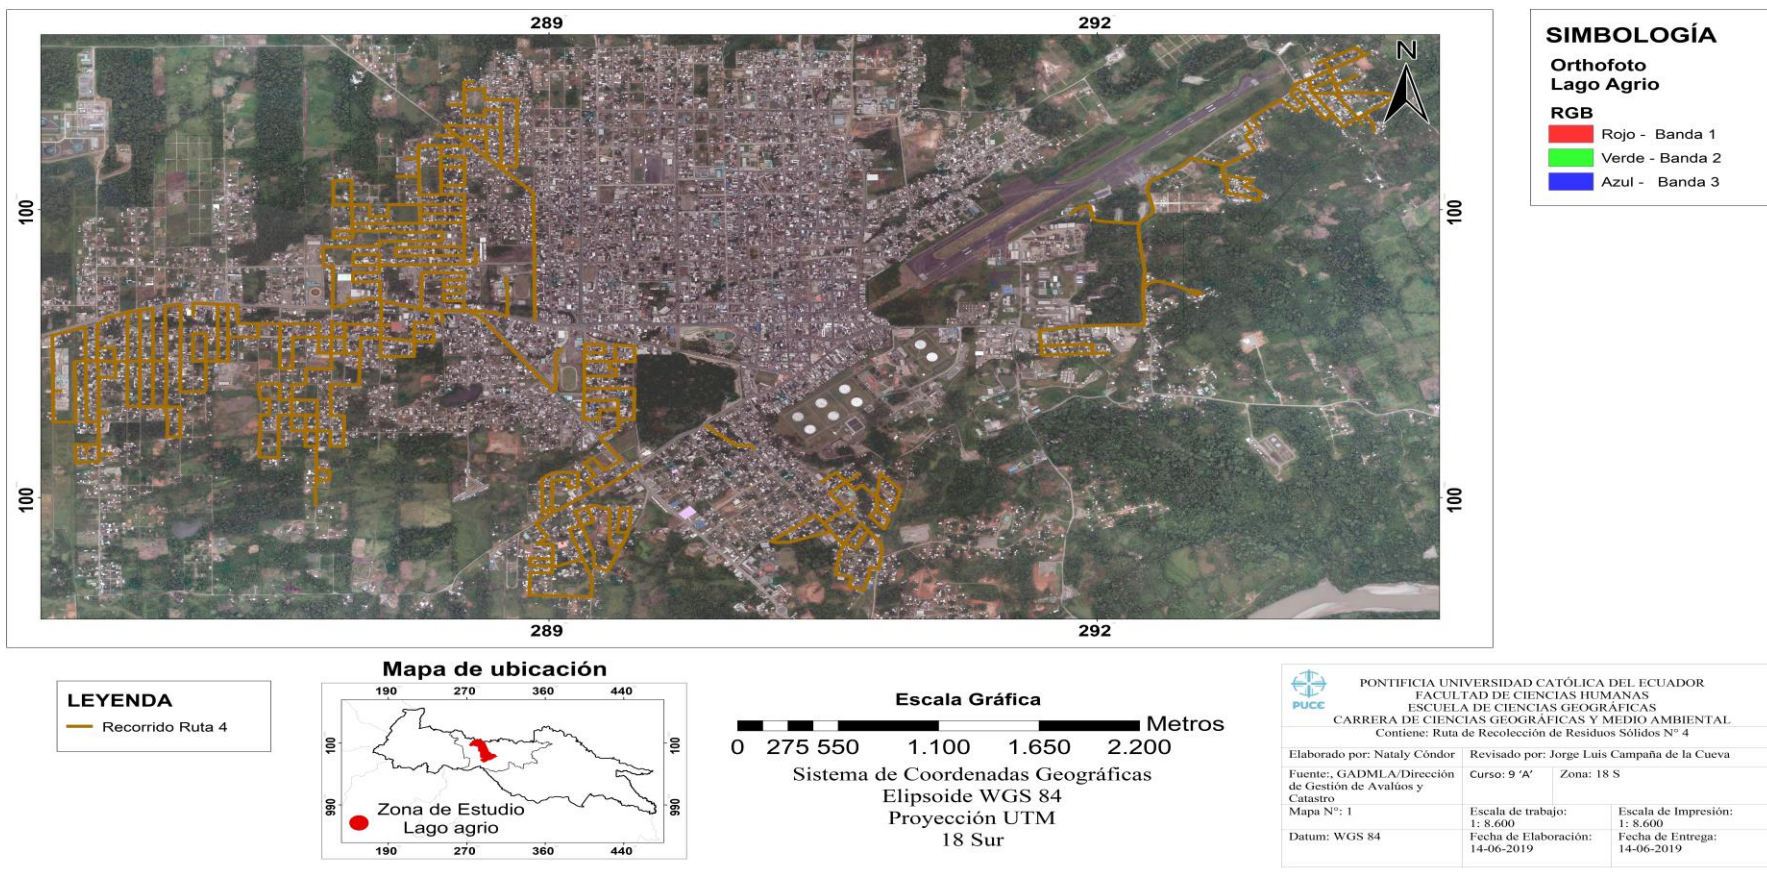 289
292
N
100
100
100
100
289
292
SIMBOLOGÍA
Orthofoto
Lago Agrio
RGB
Rojo - Banda 1
Verde - Banda 2
Azul - Banda 3
LEYENDA
Recorrido Ruta 4
Mapa de ubicación
190 270 360 440
100
100
990
990
Zona de Estudio
Lago agrio
190 270 360 440
Escala Gráfica
Metros
0 275 550 1.100 1.650 2.200
Sistema de Coordenadas Geográficas
Elipsoide WGS 84
Proyección UTM
18 Sur
PUCE
PONTIFICIA UNIVERSIDAD CATÓLICA DEL ECUADOR
FACULTAD DE CIENCIAS HUMANAS
ESCUELA DE CIENCIAS GEOGRÁFICAS
CARRERA DE CIENCIAS GEOGRÁFICAS Y MEDIO AMBIENTAL
Contiene: Ruta de Recolección de Residuos Sólidos N° 4
Elaborado por: Nataly Cóndor
Revisado por: Jorge Luis Campaña de la Cueva
Fuente:, GADMLA/Dirección
de Gestión de Avalúos y
Catastro
Curso: 9 'A'
Zona: 18 S
Mapa N°: 1
Escala de trabajo:
1: 8.600
Escala de Impresión:
1: 8.600
Datum: WGS 84
Fecha de Elaboración:
14-06-2019
Fecha de Entrega:
14-06-2019